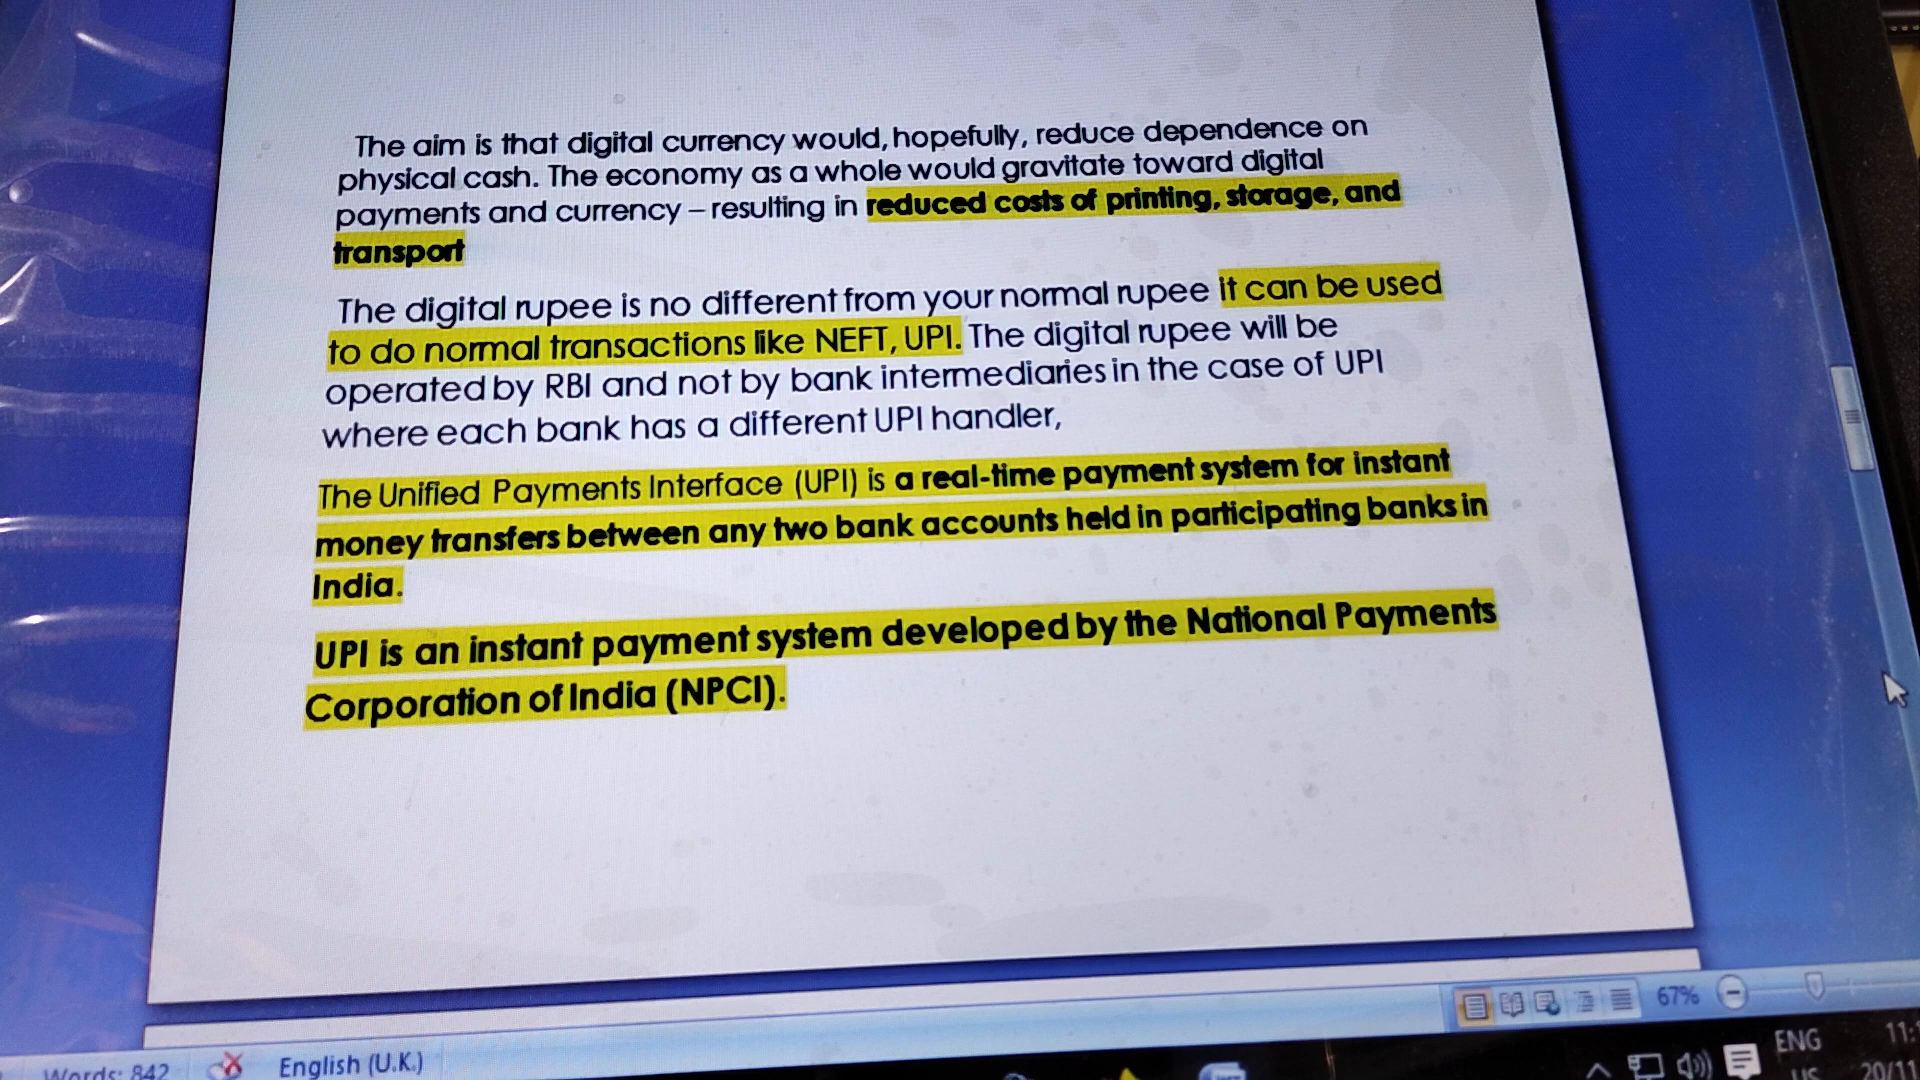 The aim is that digital currency would, hopefully, reduce dependence on
physical cash. The economy as a whole would gravitate toward digital
payments and currency – resulting in reduced costs of printing, storage, and
transport
The digital rupee is no different from your normal rupee it can be used
to do normal transactions like NEFT, UPI. The digital rupee will be
operated by RBI and not by bank intermediaries in the case of UPI
where each bank has a different UPI handler,
The Unified Payments Interface (UPI) is a real-time payment system for instant
money transfers between any two bank accounts held in participating banks in
India.
UPI is an instant payment system developed by the National Payments
Corporation of India (NPCI).
67%
Words: 842 English (U.K.)
ENG
US